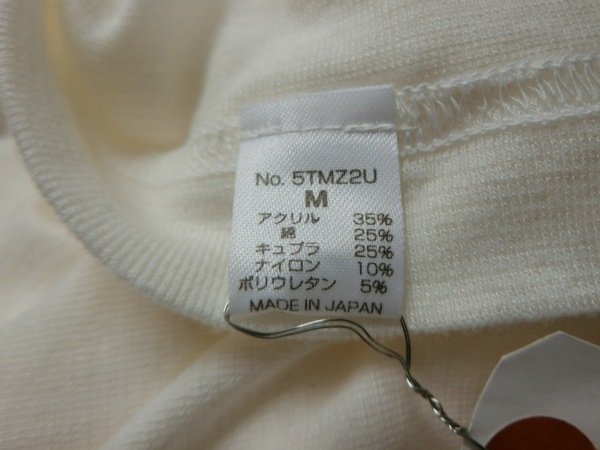 No. 5TMZ2U
M
アクリル 35%
綿 25%
キュプラ 25%
ナイロン 10%
ポリウレタン 5%
MADE IN JAPAN